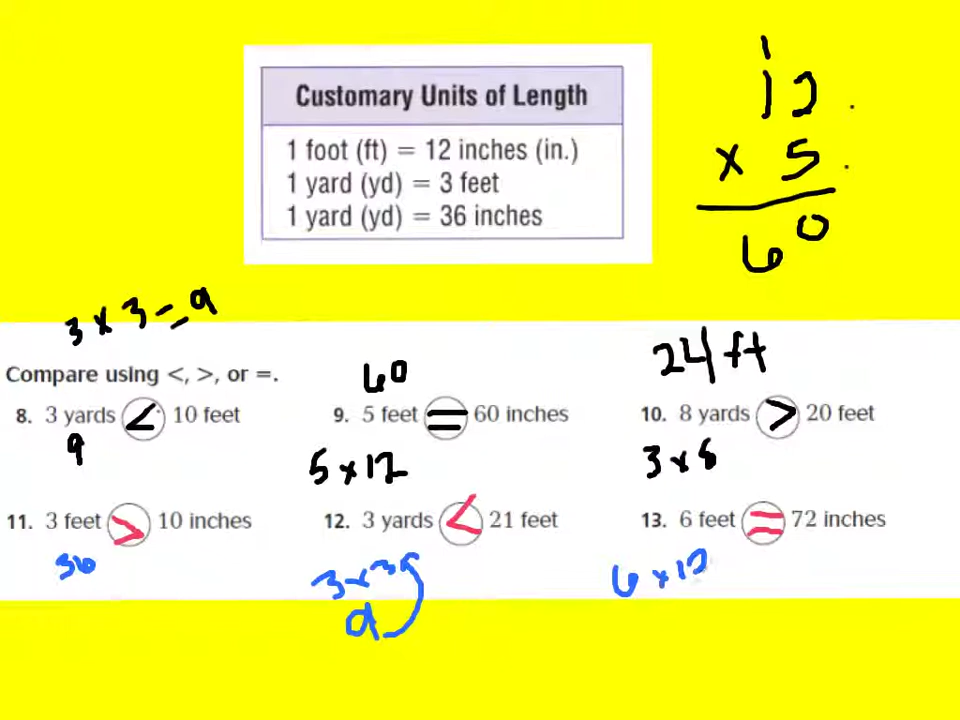 Customary Units of Length
1 foot (ft) = 12 inches (in.)
1 yard (yd) = 3 feet
1 yard (yd) = 36 inches
1
12
x 5
60
3 x 3 = 9
24 ft
Compare using <, >, or =.
60
8. 3 yards < 10 feet
9. 5 feet = 60 inches
10. 8 yards > 20 feet
9
5 x 12
3 x 8
11. 3 feet > 10 inches
12. 3 yards < 21 feet
13. 6 feet = 72 inches
36
3 x 3
6 x 12
9